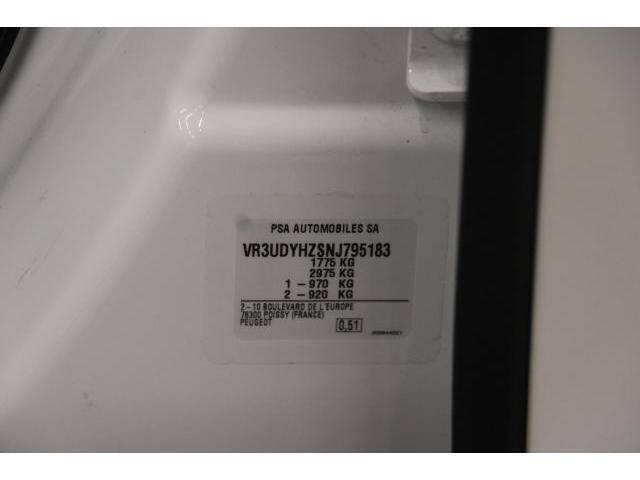 PSA AUTOMOBILES SA
VR3UDYHZSNJ795183
1775 KG
2975 KG
1 - 970 KG
2 - 920 KG
2-10 BOULEVARD DE L'EUROPE
78300 POISSY (FRANCE)
PEUGEOT
0,51